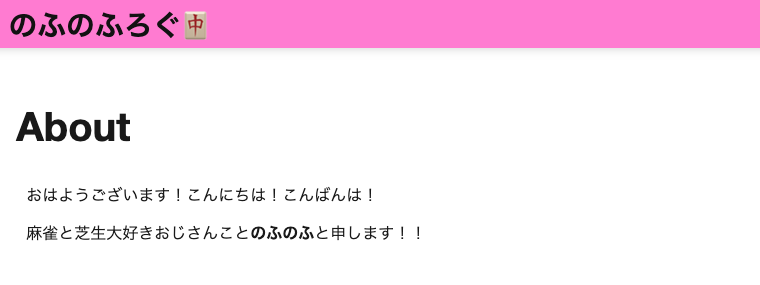 のふのふろぐ🀄
About
おはようございます！こんにちは！こんばんは！
麻雀と芝生大好きおじさんことのふのふと申します！！